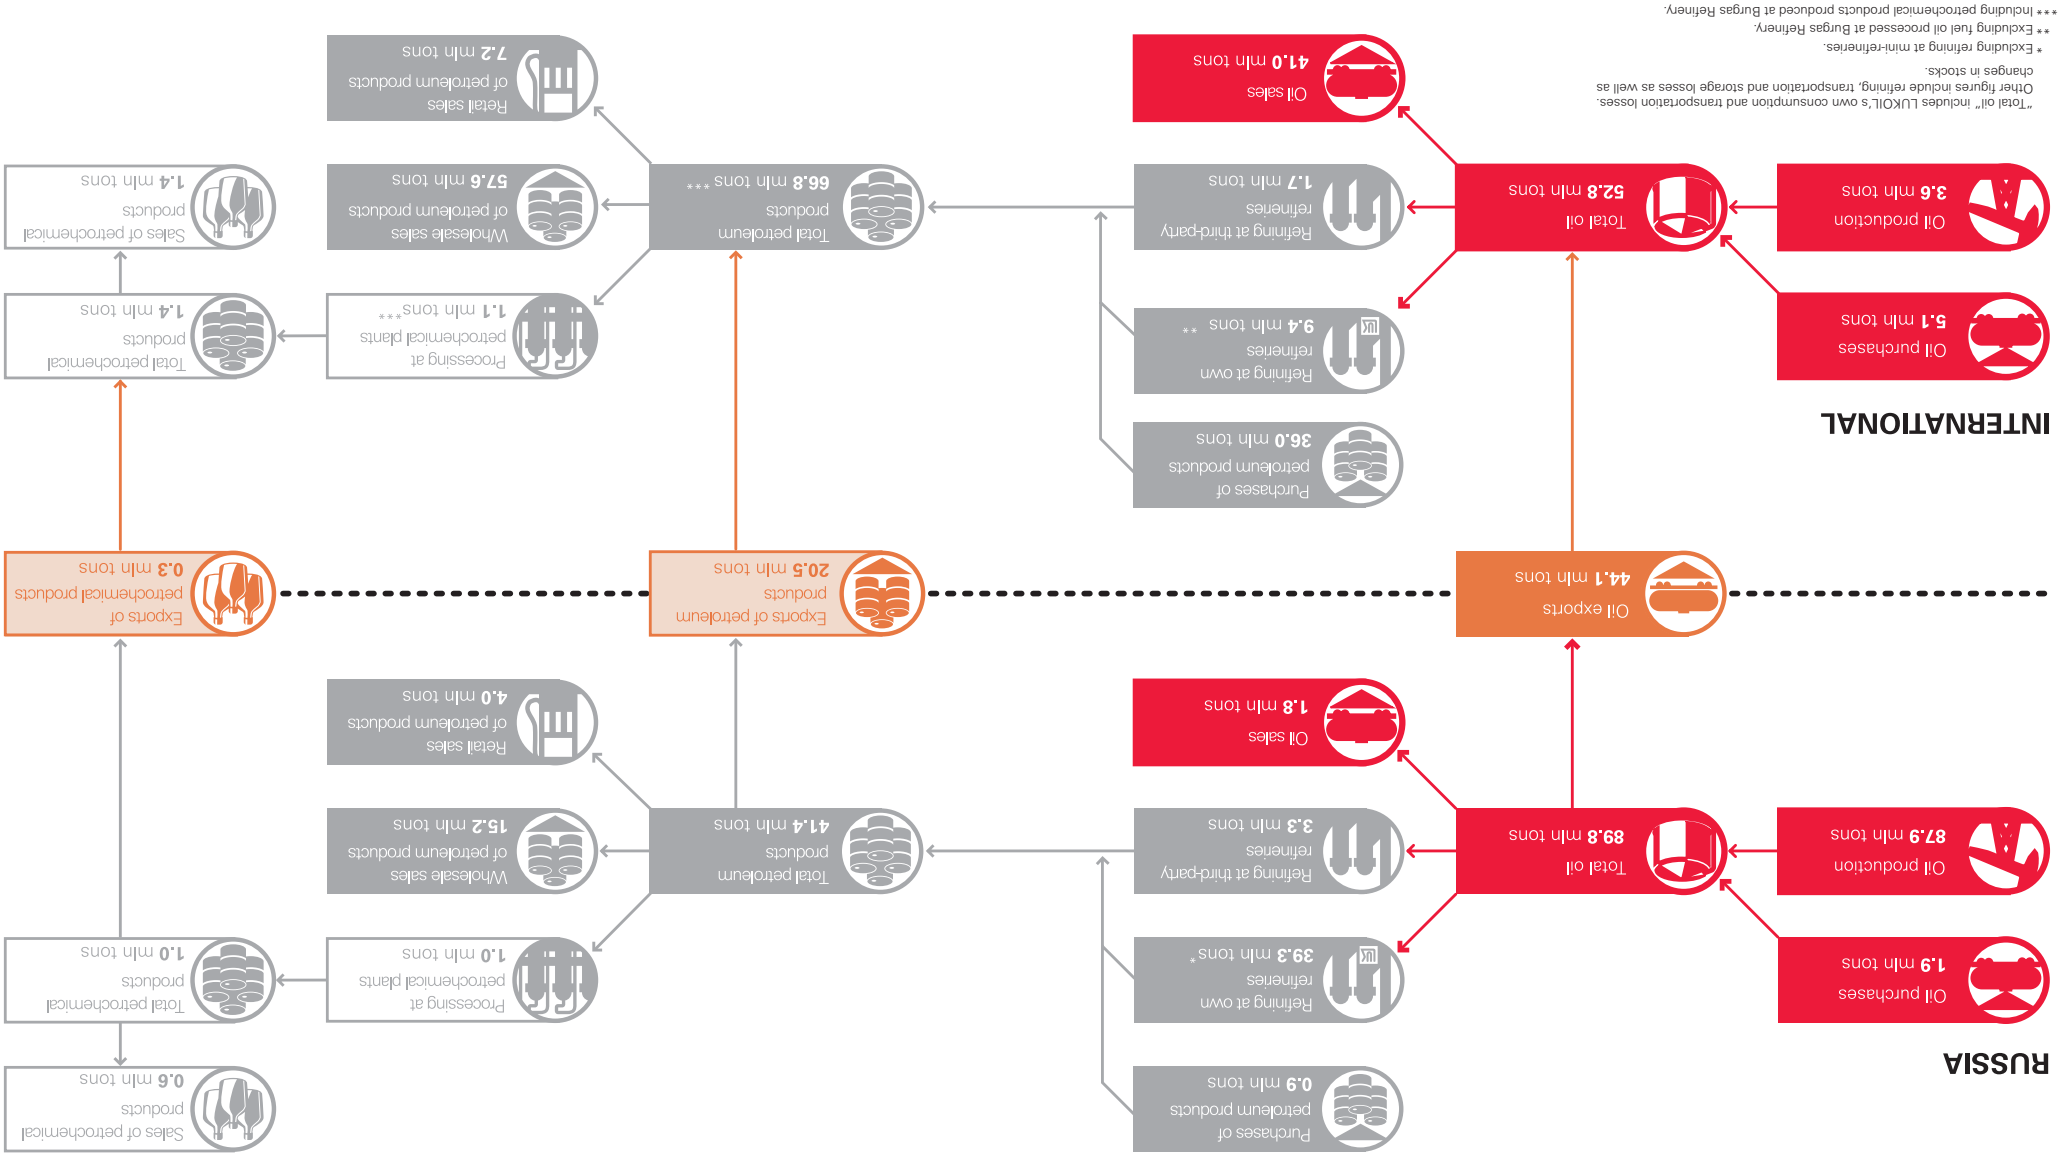 RUSSIA
Purchases of
petroleum products
0.9 mln tons
Sales of petrochemical
products
0.6 mln tons
Oil purchases
1.9 mln tons
Refining at own
refineries
39.3 mln tons*
Processing at
petrochemical plants
1.0 mln tons
Total petrochemical
products
1.0 mln tons
Oil production
87.9 mln tons
Total oil
89.8 mln tons
Refining at third-party
refineries
3.3 mln tons
Total petroleum
products
41.4 mln tons
Wholesale sales
of petroleum products
15.2 mln tons
Oil sales
1.8 mln tons
Retail sales
of petroleum products
4.0 mln tons
Oil exports
44.1 mln tons
Exports of petroleum
products
20.5 mln tons
Exports of
petrochemical products
0.3 mln tons
INTERNATIONAL
Purchases of
petroleum products
36.0 mln tons
Oil purchases
5.1 mln tons
Refining at own
refineries
9.4 mln tons **
Processing at
petrochemical plants
1.1 mln tons***
Total petrochemical
products
1.4 mln tons
Oil production
3.6 mln tons
Total oil
52.8 mln tons
Refining at third-party
refineries
1.7 mln tons
Total petroleum
products
66.8 mln tons ***
Wholesale sales
of petroleum products
57.6 mln tons
Sales of petrochemical
products
1.4 mln tons
Oil sales
41.0 mln tons
Retail sales
of petroleum products
7.2 mln tons
"Total oil" includes LUKOIL's own consumption and transportation losses.
Other figures include refining, transportation and storage losses as well as
changes in stocks.
* Excluding refining at mini-refineries.
** Excluding fuel oil processed at Burgas Refinery.
*** Including petrochemical products produced at Burgas Refinery.